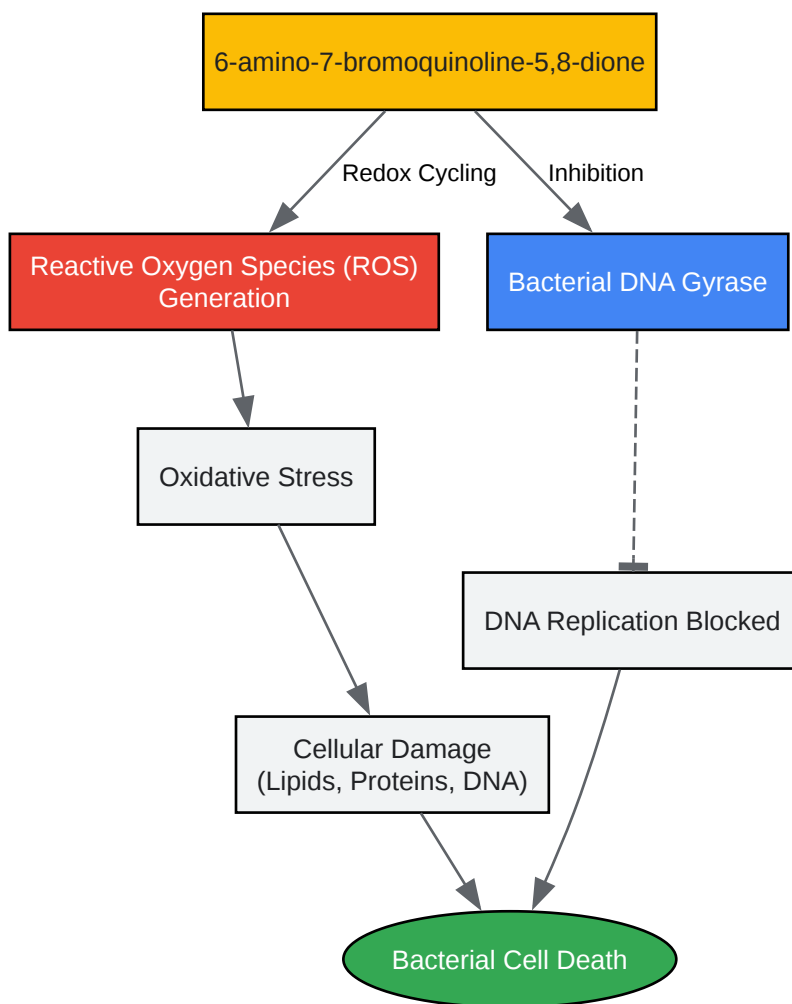 6-amino-7-bromoquinoline-5,8-dione
Redox Cycling
Inhibition
Reactive Oxygen Species (ROS)
Generation
Bacterial DNA Gyrase
Oxidative Stress
DNA Replication Blocked
Cellular Damage
(Lipids, Proteins, DNA)
Bacterial Cell Death